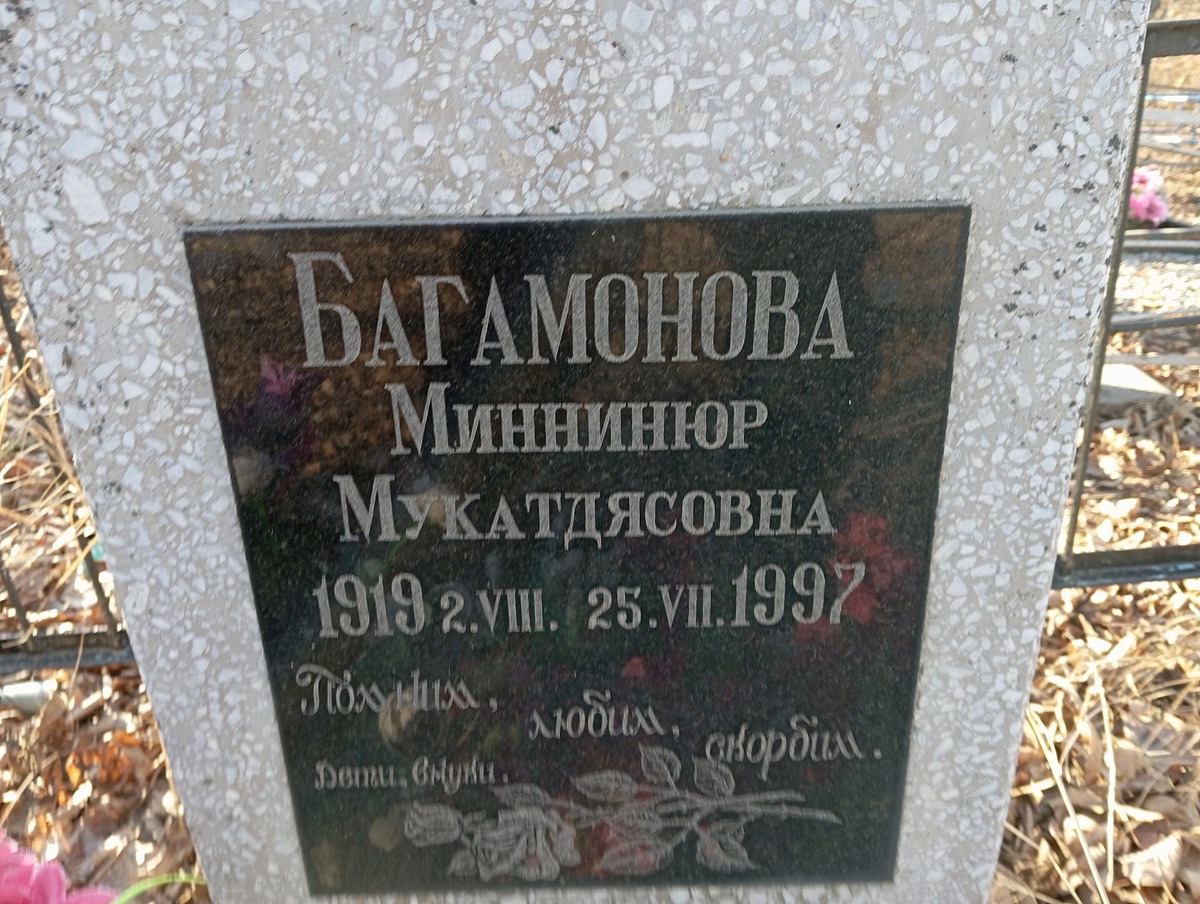 Багамонова
Миннинюр
Мукатдясовна
1919 2.VIII. 25.VII. 1997
Помним, любим, скорбим.
Дети, внуки.